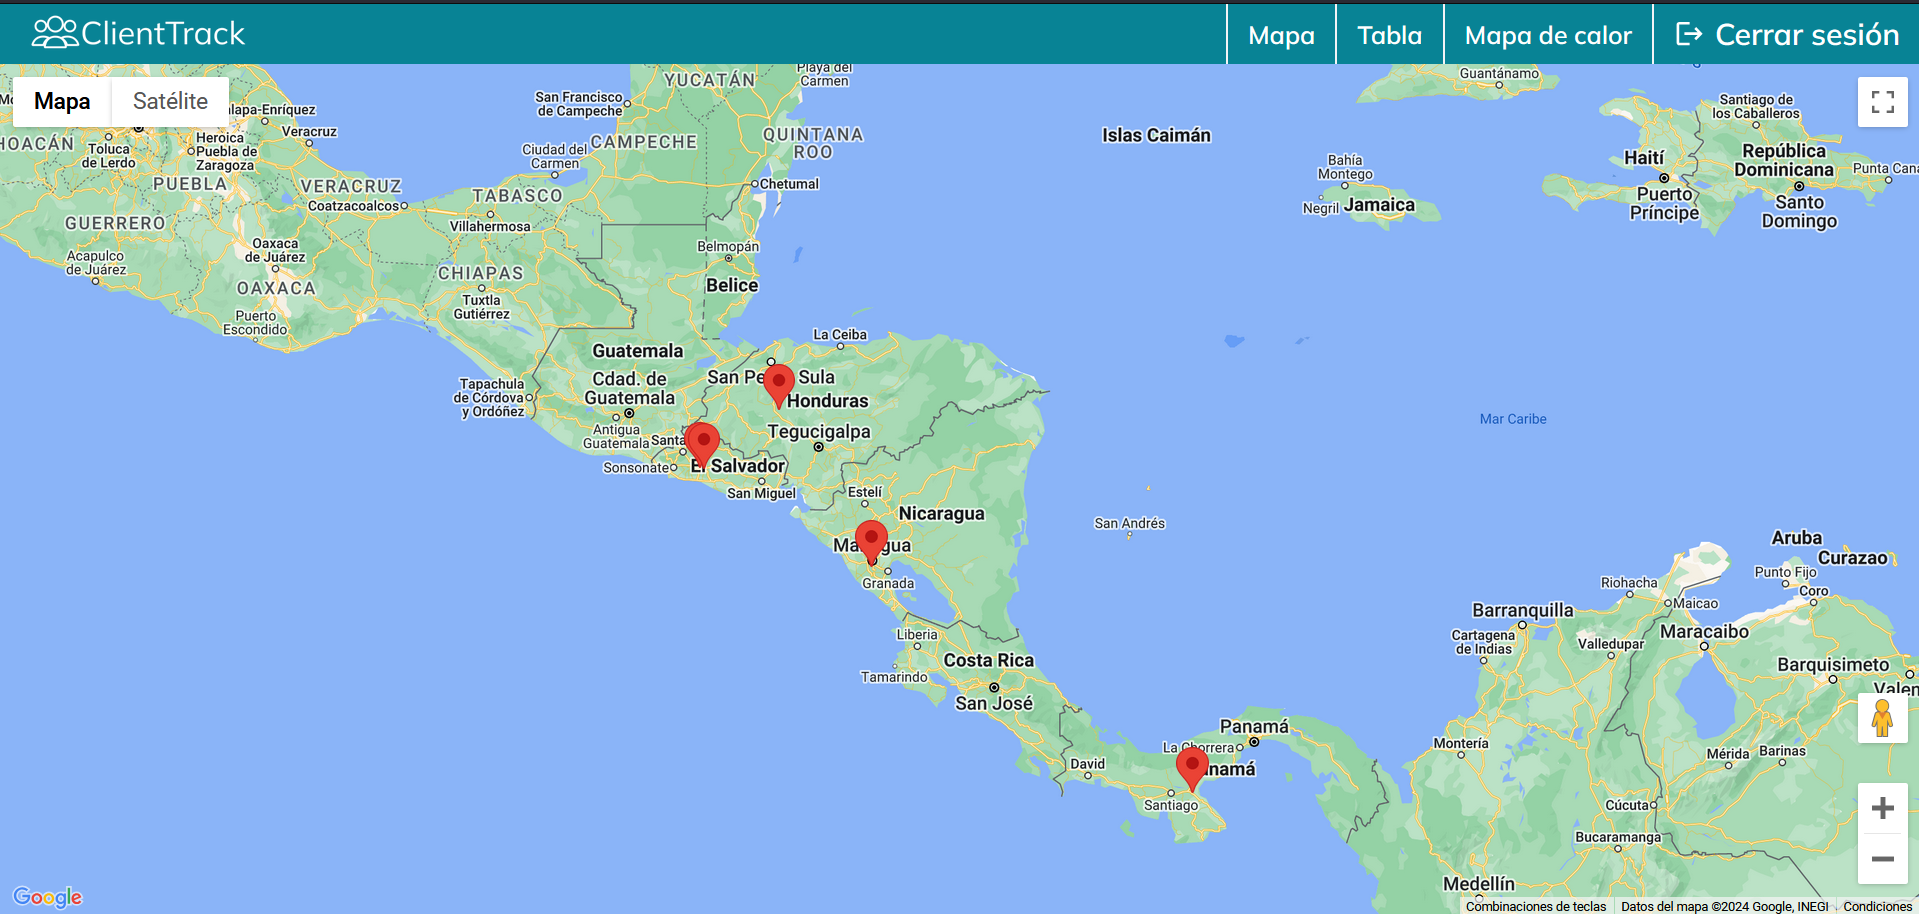 ClientTrack
Mapa
Tabla
Mapa de calor
Cerrar sesión
Mapa
Satélite
YUCATÁN
Playa del
Carmen
San Francisco
de Campeche
CAMPECHE
QUINTANA
ROO
Ciudad del
Carmen
Chetumal
Veracruz
Heroica
Puebla de
Zaragoza
Toluca
de Lerdo
PUEBLA
VERACRUZ
Coatzacoalcos
TABASCO
Villahermosa
GUERRERO
Oaxaca
de Juárez
Acapulco
de Juárez
OAXACA
CHIAPAS
Tuxtla
Gutiérrez
Puerto
Escondido
Belmopán
Belice
Guantánamo
Islas Caimán
Bahía
Montego
Negril
Jamaica
Santiago de
los Caballeros
Haití
República
Dominicana
Punta Cana
Puerto
Príncipe
Santo
Domingo
La Ceiba
Guatemala
Cdad. de
Guatemala
San Pe Sula
Honduras
Tapachula
de Córdova
y Ordóñez
Antigua
Guatemala
Santa
Tegucigalpa
Sonsonate
El Salvador
San Miguel
Estelí
Nicaragua
Ma gua
Granada
Mar Caribe
San Andrés
Liberia
Costa Rica
Tamarindo
San José
Panamá
La Chorrera
David
namá
Santiago
Aruba
Curazao
Punto Fijo
Coro
Riohacha
Maicao
Barranquilla
Cartagena
de Indias
Valledupar
Maracaibo
Barquisimeto
Valen
Montería
Mérida
Barinas
Cúcuta
Bucaramanga
Medellín
Google
Combinaciones de teclas
Datos del mapa ©2024 Google, INEGI
Condiciones